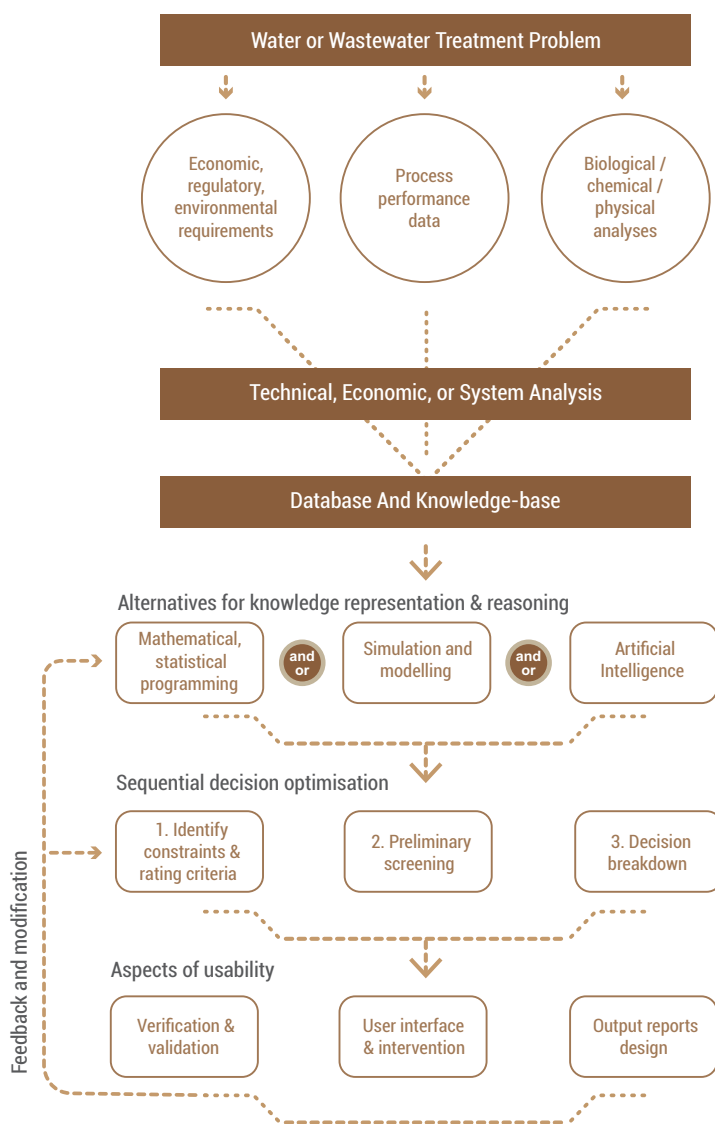 Water or Wastewater Treatment Problem
Economic,
regulatory,
environmental
requirements
Process
performance
data
Biological /
chemical /
physical
analyses
Technical, Economic, or System Analysis
Database And Knowledge-base
Alternatives for knowledge representation & reasoning
Mathematical,
statistical
programming
and
or
Simulation and
modelling
and
or
Artificial
Intelligence
Sequential decision optimisation
1. Identify
constraints &
rating criteria
2. Preliminary
screening
3. Decision
breakdown
Aspects of usability
Verification &
validation
User interface
& intervention
Output reports
design
Feedback and modification